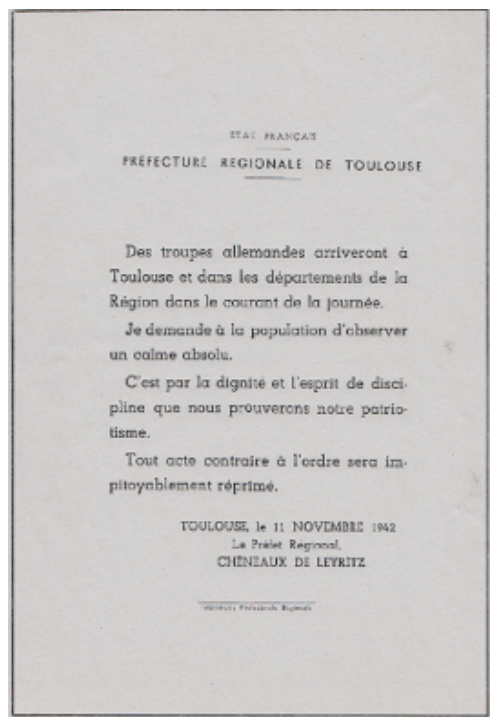 ETAT FRANÇAIS
PRÉFECTURE REGIONALE DE TOULOUSE
Des troupes allemandes arriveront à
Toulouse et dans les départements de la
Région dans le courant de la journée.
Je demande à la population d'observer
un calme absolu.
C'est par la dignité et l'esprit de disci-
pline que nous prouverons notre patrio-
tisme.
Tout acte contraire à l'ordre sera im-
pitoyablement réprimé.
TOULOUSE, le 11 NOVEMBRE 1942
Le Préfet Régional,
CHÉNEAUX DE LEYRITZ